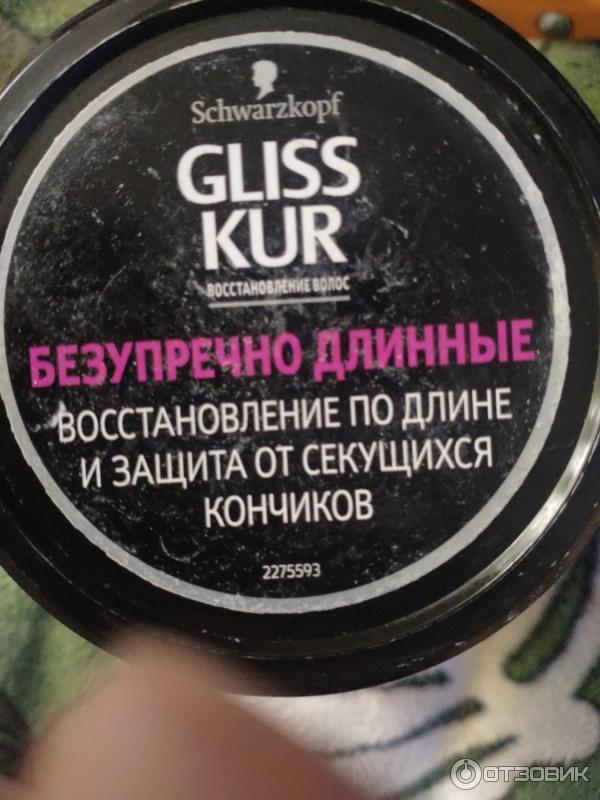 Schwarzkopf
GLISS
KUR
ВОССТАНОВЛЕНИЕ ВОЛОС
БЕЗУПРЕЧНО ДЛИННЫЕ
ВОССТАНОВЛЕНИЕ ПО ДЛИНЕ
И ЗАЩИТА ОТ СЕКУЩИХСЯ
КОНЧИКОВ
2275593
ОТЗОВИК